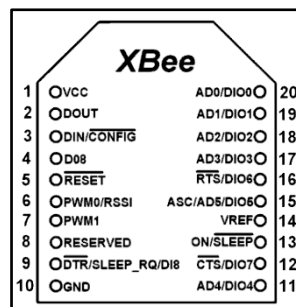 XBee
1 VCC AD0/DIO0 20
2 DOUT AD1/DIO1 19
3 DIN/CONFIG AD2/DIO2 18
4 D08 AD3/DIO3 17
5 RESET RTS/DIO6 16
6 PWM0/RSSI ASC/AD5/DIO5 15
7 PWM1 VREF 14
8 RESERVED ON/SLEEP 13
9 DTR/SLEEP_RQ/DI8 CTS/DIO7 12
10 GND AD4/DIO4 11